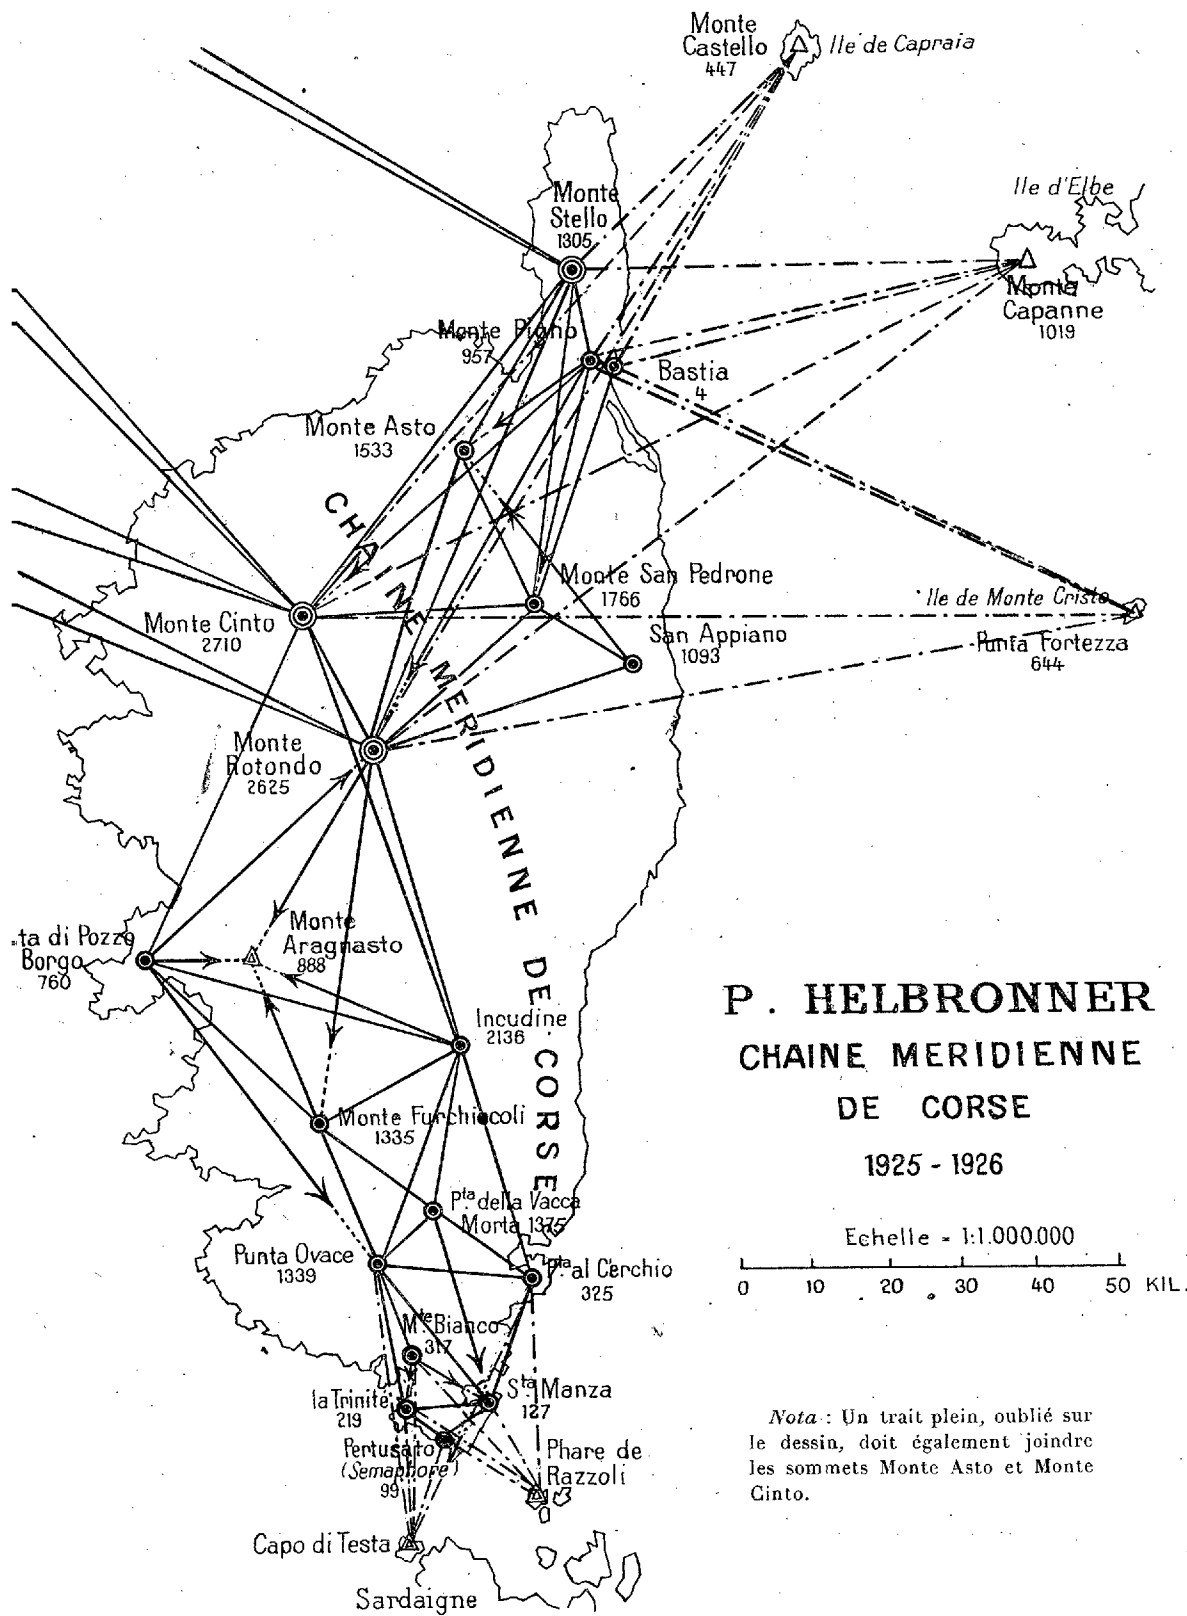 Monte
Castello
447
Ile de Capraia
Ile d'Elbe
Monte
Stello
1305
Monte
Capanne
1019
Monte Pigno
957
Bastia
4
Monte Asto
1533
CHAINE MERIDIENNE DE CORSE
Monte San Pedrone
1766
Ile de Monte Cristo
Monte Cinto
2710
San Appiano
1093
Punta Fortezza
644
Monte
Rotondo
2625
Monte
Aragnasto
888
.ta di Pozzo
Borgo
760
Incudine
2136
P. HELBRONNER
CHAINE MERIDIENNE
DE CORSE
1925 - 1926
Monte Furchiccoli
1335
Pta della Vacca
Morta 1375
Punta Ovace
1339
Pta al Cerchio
325
Echelle = 1:1.000.000
0 10 20 30 40 50 KIL.
Mte Bianco
317
la Trinité
219
Sta Manza
127
Pertusato
(Semaphore)
99
Phare de
Razzoli
Nota : Un trait plein, oublié sur
le dessin, doit également joindre
les sommets Monte Asto et Monte
Cinto.
Capo di Testa
Sardaigne